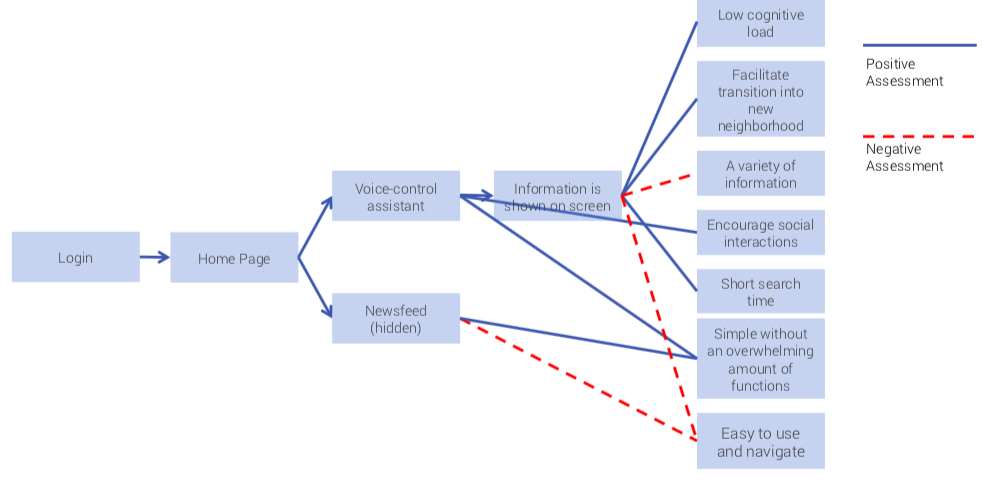 Low cognitive
load
Facilitate
transition into
new
neighborhood
A variety of
information
Encourage social
interactions
Short search
time
Simple without
an overwhelming
amount of
functions
Easy to use
and navigate
Voice-control
assistant
Information is
shown on screen
Login
Home Page
Newsfeed
(hidden)
Positive
Assessment
Negative
Assessment